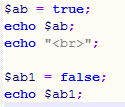 $ab = true;
echo $ab;
echo "<br>";
$ab1 = false;
echo $ab1;